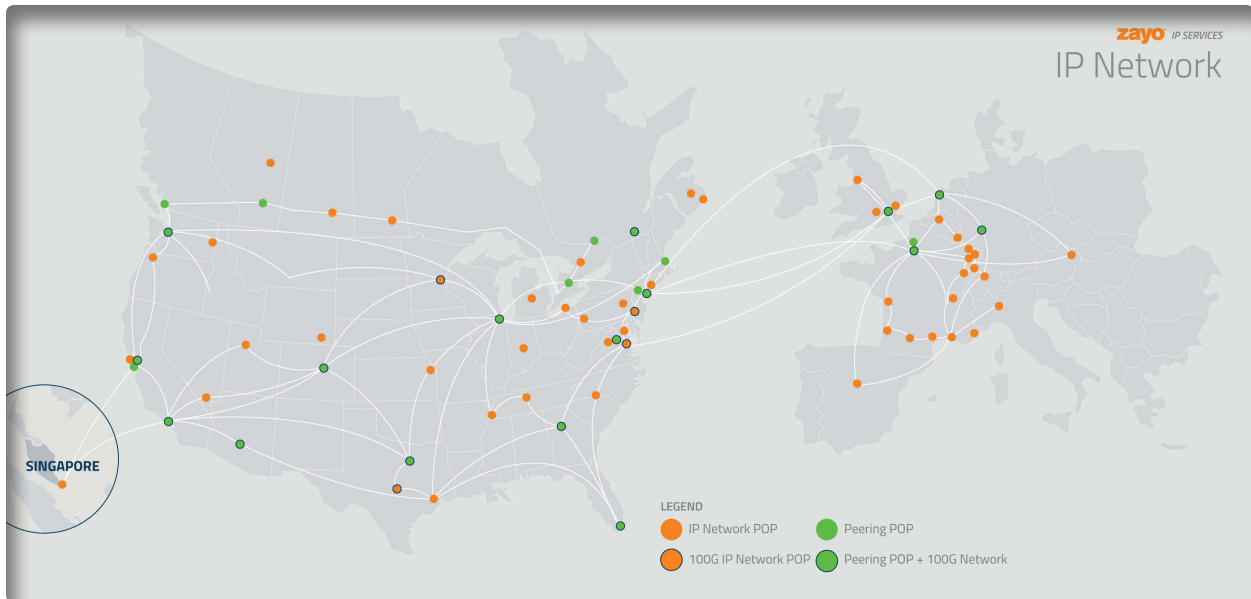 zayo IP SERVICES
IP Network
SINGAPORE
LEGEND
IP Network POP
Peering POP
100G IP Network POP
Peering POP + 100G Network